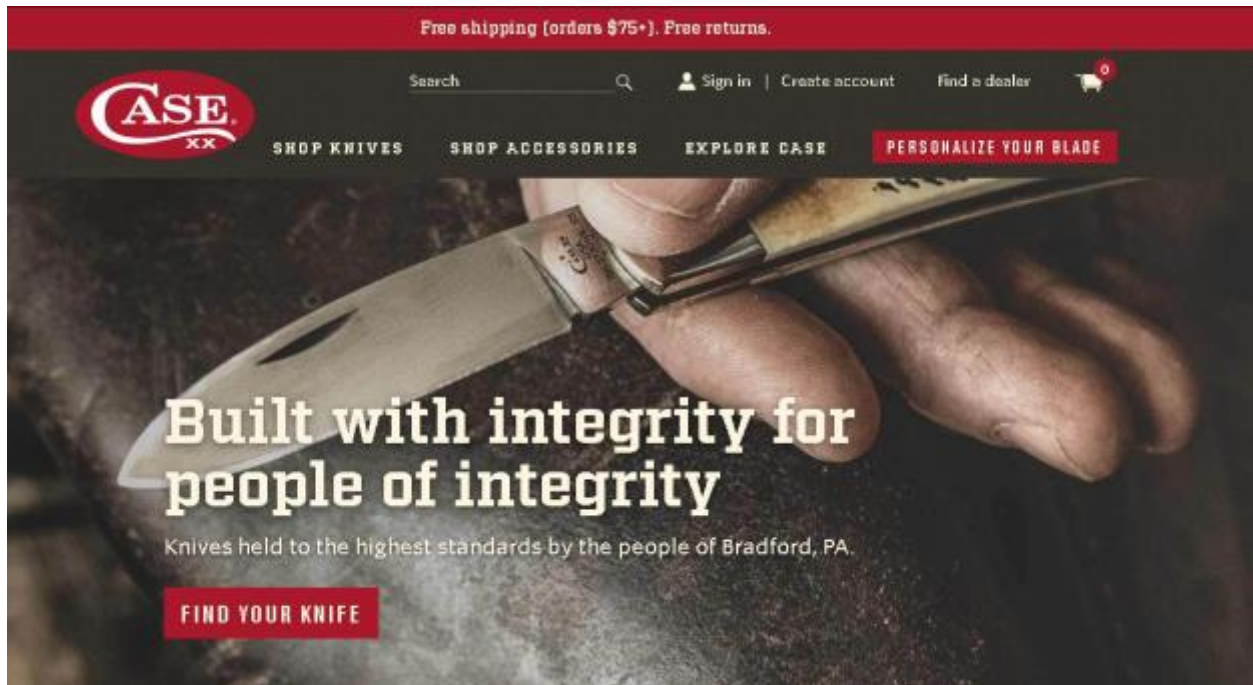 Free shipping (orders $75+). Free returns.
Search
Sign in | Create account
Find a dealer
0
CASE
XX
SHOP KNIVES
SHOP ACCESSORIES
EXPLORE CASE
PERSONALIZE YOUR BLADE
Built with integrity for
people of integrity
Knives held to the highest standards by the people of Bradford, PA.
FIND YOUR KNIFE